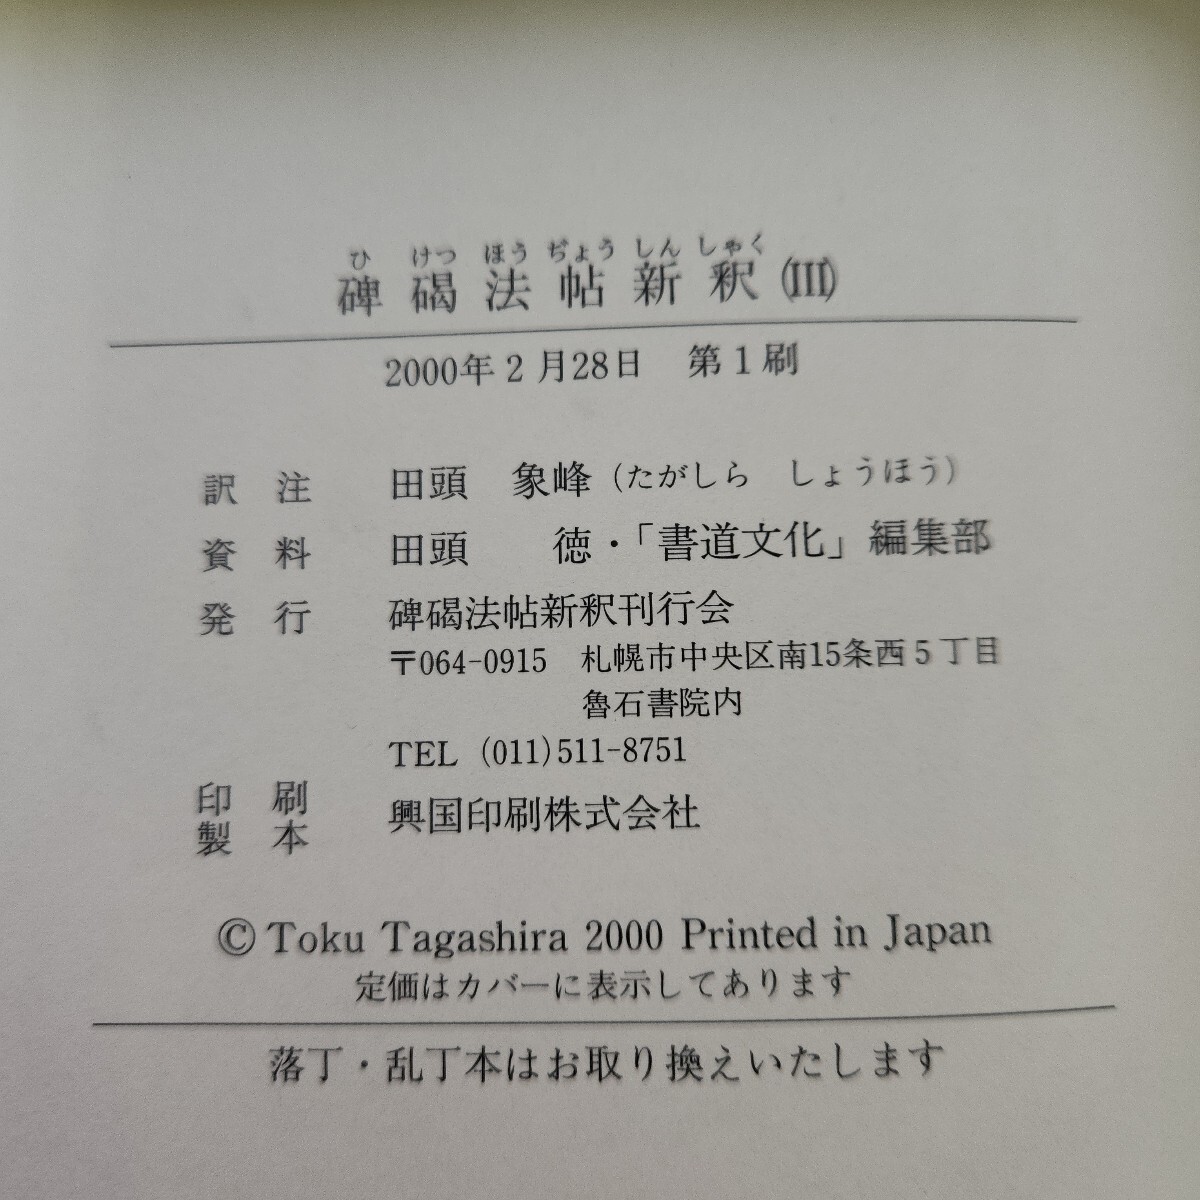 ひ けつ ほう ぢょう しん しゃく
碑碣法帖新釈(III)
2000年2月28日 第1刷
訳注 田頭 象峰(たがしら しょうほう)
資料 田頭 徳・「書道文化」編集部
発行 碑碣法帖新釈刊行会
〒064-0915 札幌市中央区南15条西5丁目
魯石書院内
TEL (011)511-8751
印刷
製本 興国印刷株式会社
© Toku Tagashira 2000 Printed in Japan
定価はカバーに表示してあります
落丁・乱丁本はお取り換えいたします